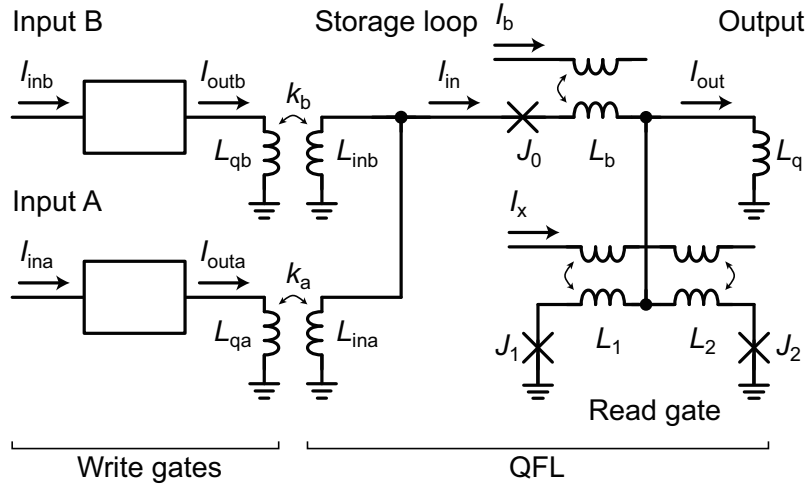 Input B
Storage loop
Output
I_b
I_inb
I_outb
k_b
I_in
I_out
L_qb
L_inb
J_0
L_b
L_q
Input A
I_x
I_ina
I_outa
k_a
L_qa
L_ina
J_1
L_1
L_2
J_2
Read gate
Write gates
QFL